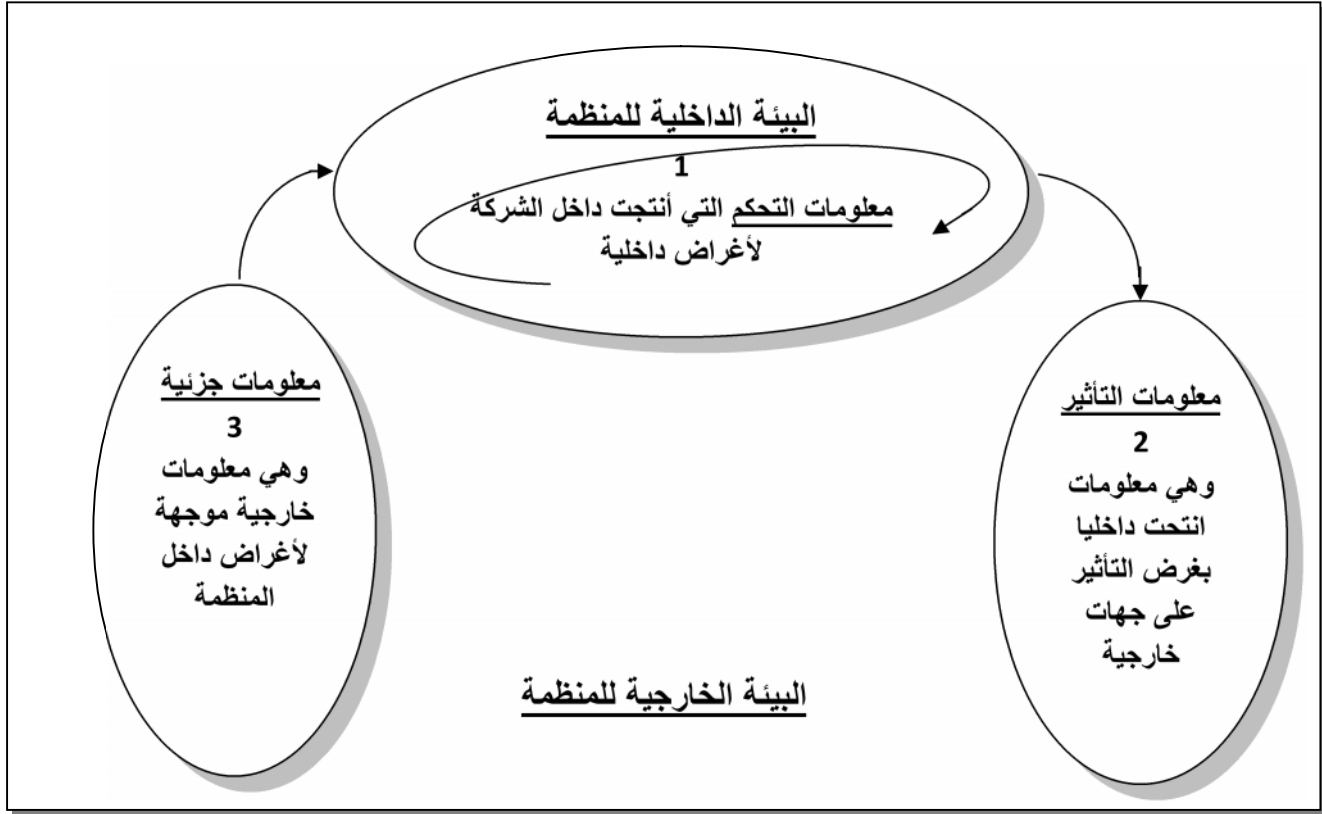 البيئة الداخلية للمنظمة
1
معلومات التحكم التي أنتجت داخل الشركة
لأغراض داخلية
معلومات التأثير
2
وهي معلومات
انتحت داخليا
بغرض التأثير
على جهات
خارجية
معلومات جزئية
3
وهي معلومات
خارجية موجهة
لأغراض داخل
المنظمة
البيئة الخارجية للمنظمة